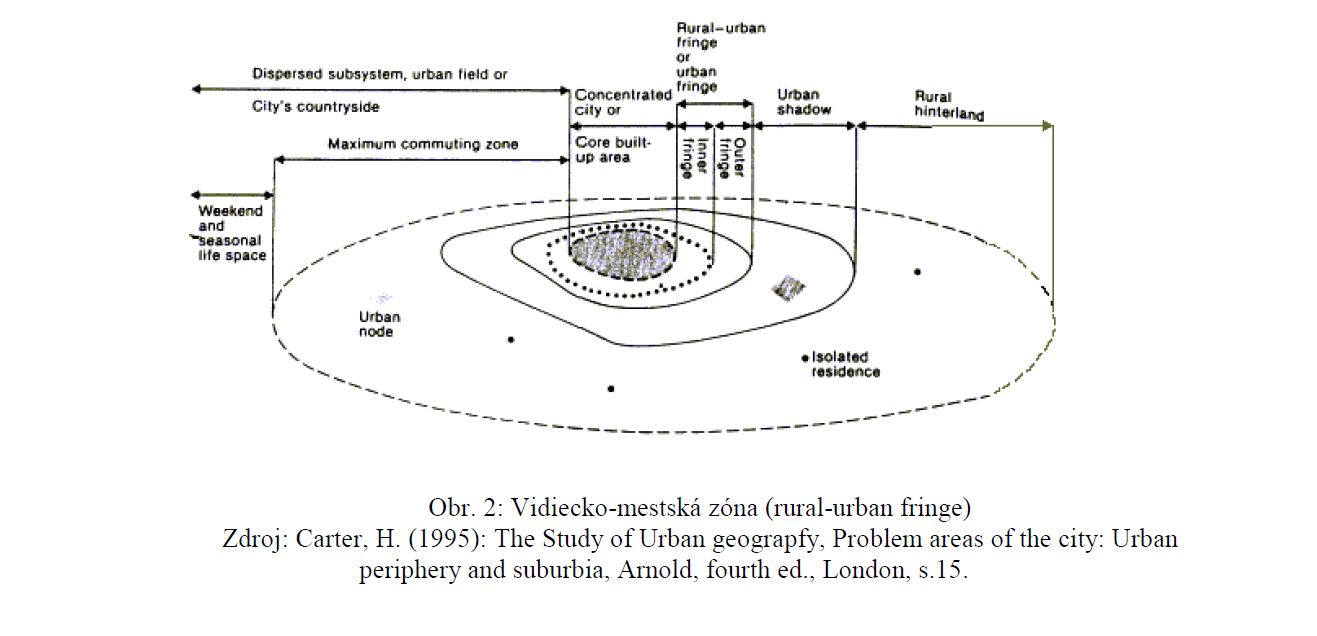 Rural–urban
fringe
or
urban
fringe
Dispersed subsystem, urban field or
City's countryside
Concentrated
city or
Core built-
up area
Urban
shadow
Rural
hinterland
Maximum commuting zone
Inner
fringe
Outer
fringe
Weekend
and
seasonal
life space
Urban
node
Isolated
residence
Obr. 2: Vidiecko-mestská zóna (rural-urban fringe)
Zdroj: Carter, H. (1995): The Study of Urban geograpfy, Problem areas of the city: Urban
periphery and suburbia, Arnold, fourth ed., London, s.15.